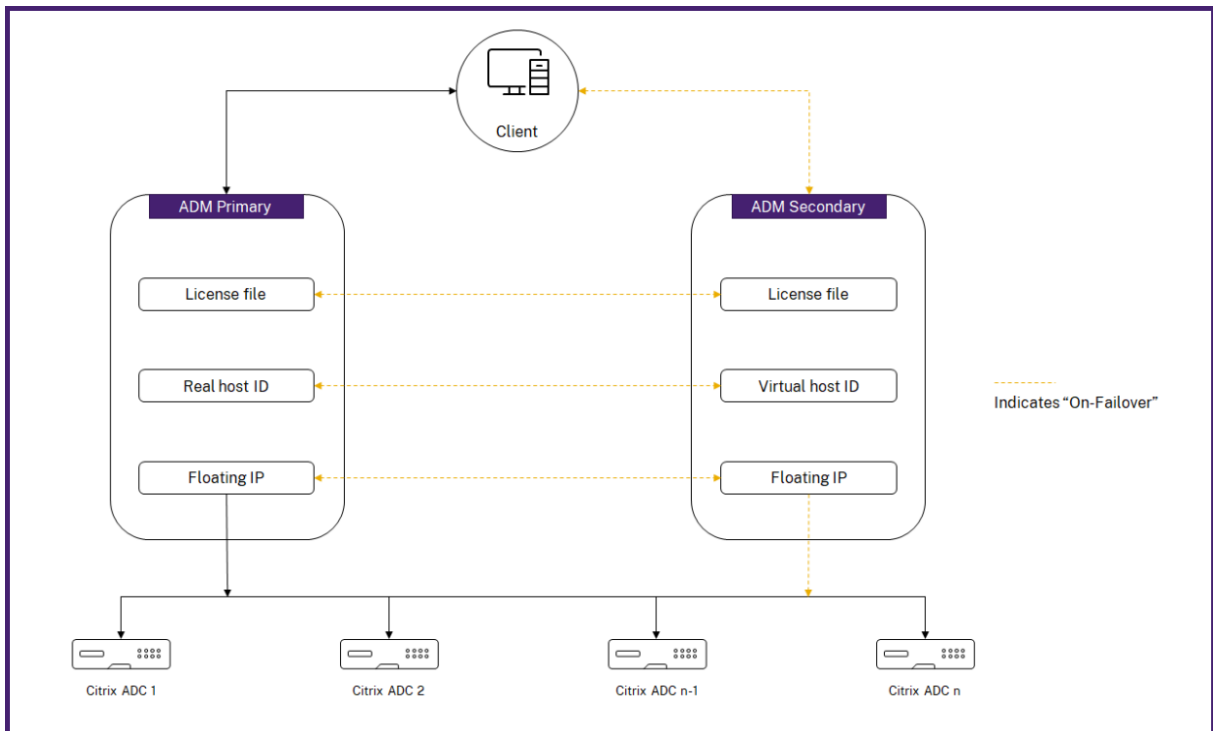 Client
ADM Primary
ADM Secondary
License file
License file
Real host ID
Virtual host ID
Indicates “On-Failover”
Floating IP
Floating IP
Citrix ADC 1
Citrix ADC 2
Citrix ADC n-1
Citrix ADC n